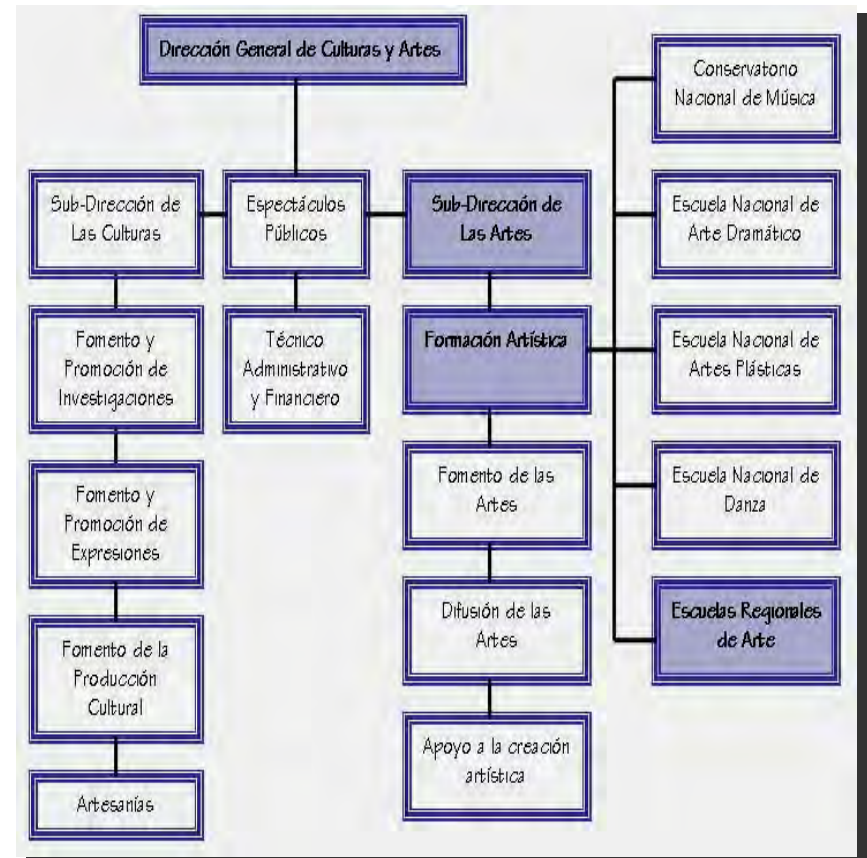 Dirección General de Culturas y Artes
Sub-Dirección de
Las Culturas
Fomento y
Promoción de
Investigaciones
Fomento y
Promoción de
Expresiones
Fomento de la
Producción
Cultural
Artesanías
Espectáculos
Públicos
Técnico
Administrativo
y Financiero
Sub-Dirección de
Las Artes
Formación Artística
Fomento de las
Artes
Difusión de las
Artes
Apoyo a la creación
artística
Conservatorio
Nacional de Música
Escuela Nacional de
Arte Dramático
Escuela Nacional de
Artes Plásticas
Escuela Nacional de
Danza
Escuelas Regionales
de Arte